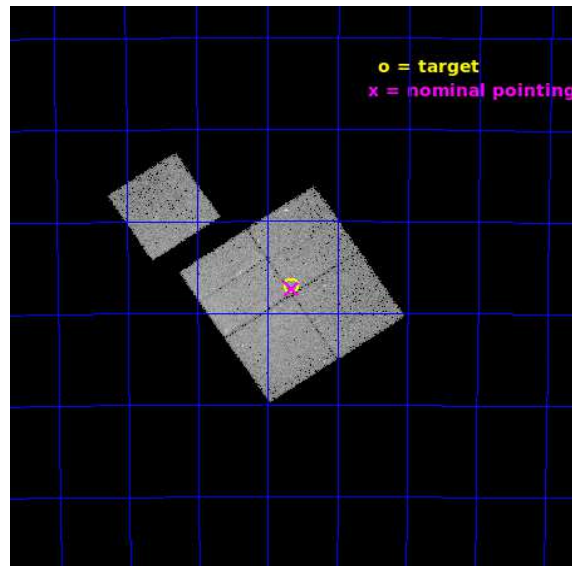 o = target
x = nominal pointing